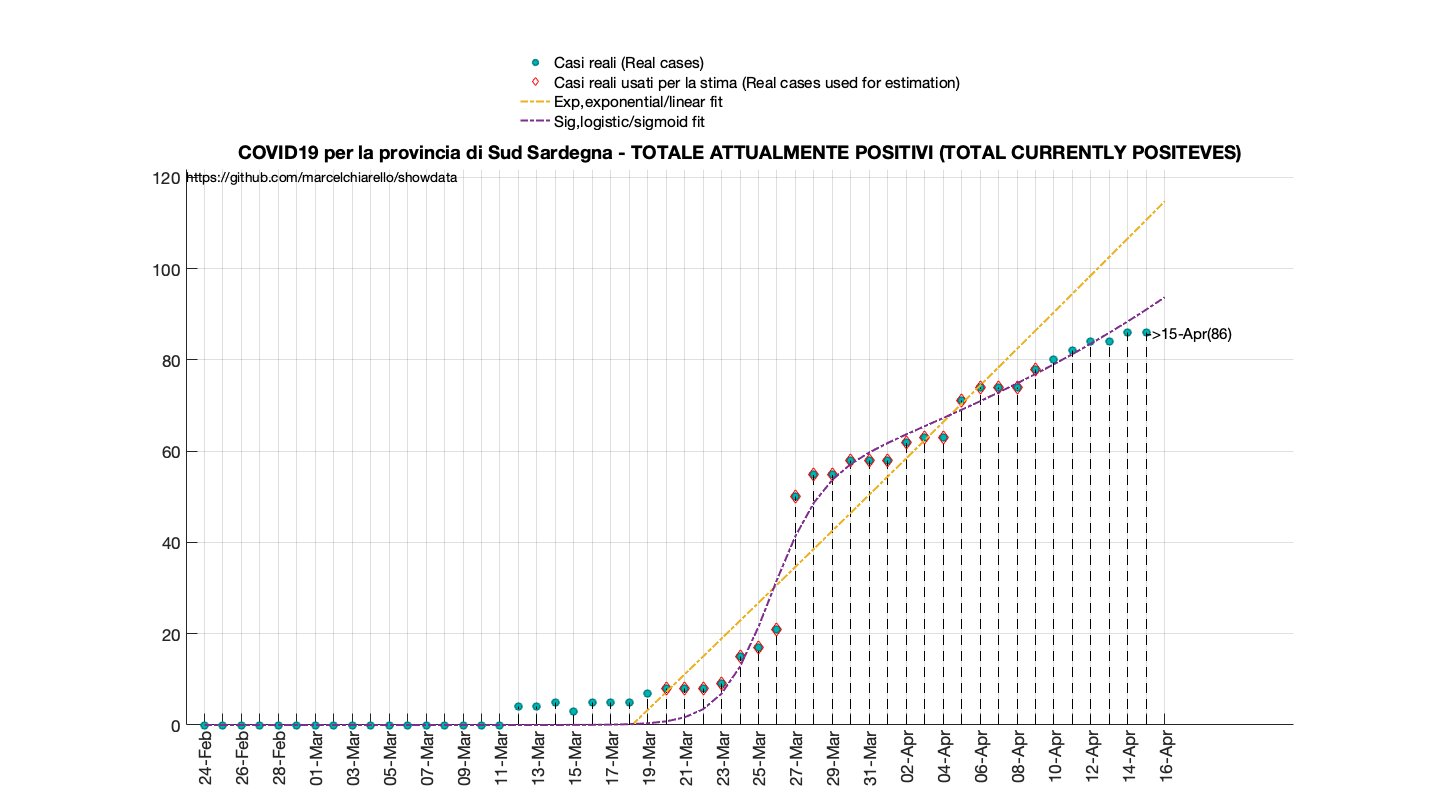 Casi reali (Real cases)
Casi reali usati per la stima (Real cases used for estimation)
Exp,exponential/linear fit
Sig,logistic/sigmoid fit
COVID19 per la provincia di Sud Sardegna - TOTALE ATTUALMENTE POSITIVI (TOTAL CURRENTLY POSITEVES)
https://github.com/marcelchiarello/showdata
120
100
80
60
40
20
0
->15-Apr(86)
24-Feb
26-Feb
28-Feb
01-Mar
03-Mar
05-Mar
07-Mar
09-Mar
11-Mar
13-Mar
15-Mar
17-Mar
19-Mar
21-Mar
23-Mar
25-Mar
27-Mar
29-Mar
31-Mar
02-Apr
04-Apr
06-Apr
08-Apr
10-Apr
12-Apr
14-Apr
16-Apr